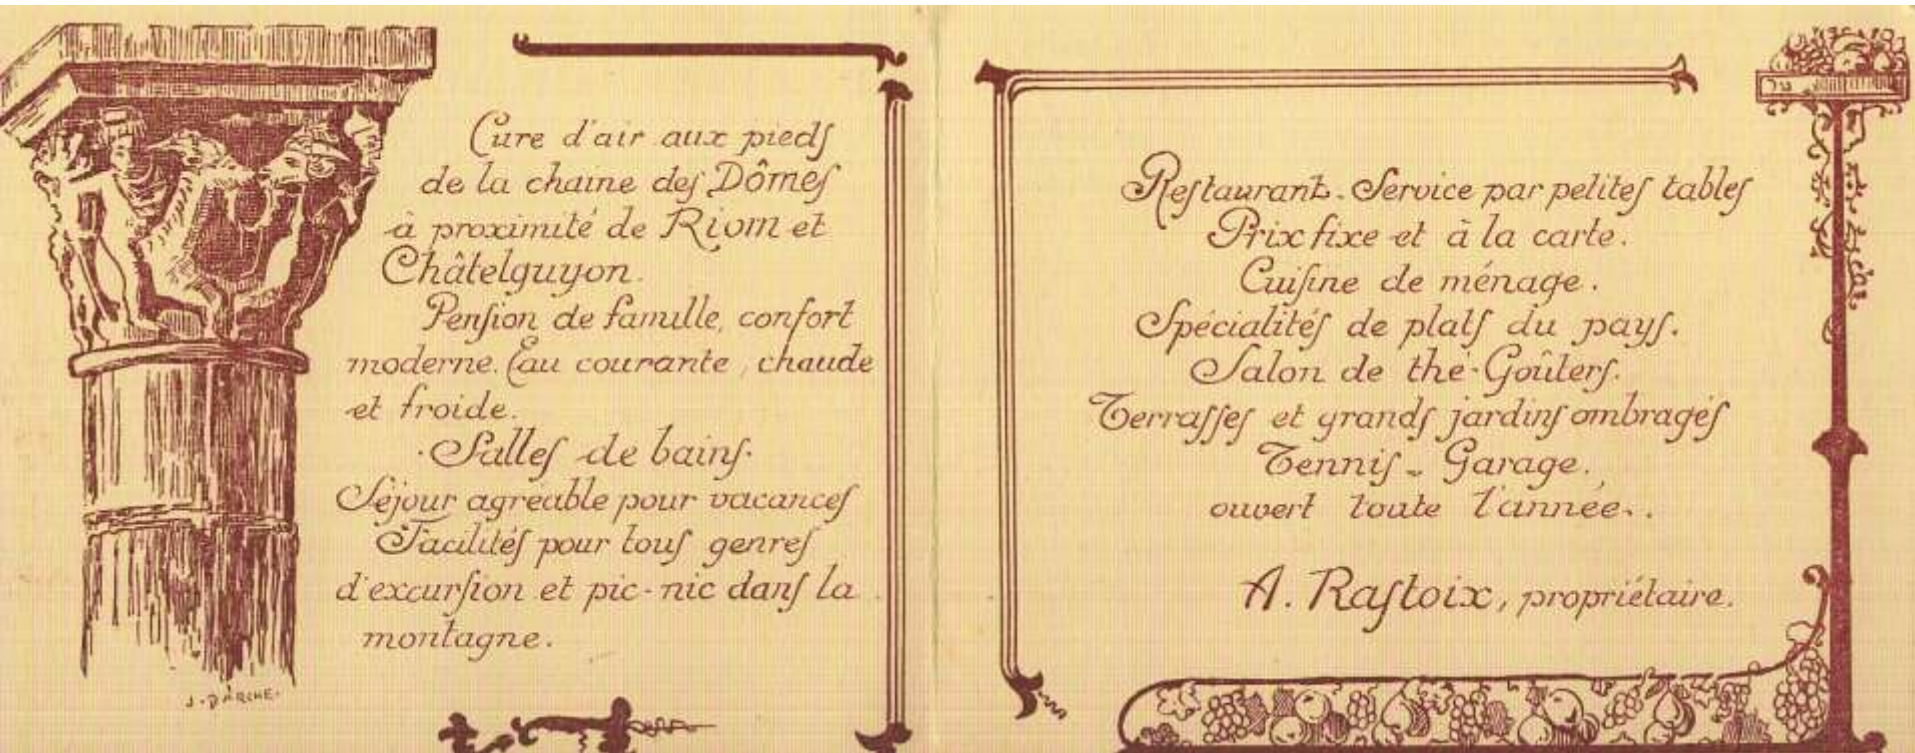 Cure d'air aux pieds
de la chaine des Dômes
à proximité de Riom et
Châtelguyon.
Pension de famille, confort
moderne. Eau courante, chaude
et froide.
· Salles de bains ·
Séjour agréable pour vacances
Facilités pour tous genres
d'excursion et pic-nic dans la
montagne.
J. DARCHE.
Restaurant. Service par petites tables
Prix fixe et à la carte.
Cuisine de ménage.
Spécialités de plats du pays.
Salon de thé - Goûters.
Terrasses et grands jardins ombragés
Tennis - Garage.
ouvert toute l'année..
A. Rastoix, propriétaire.